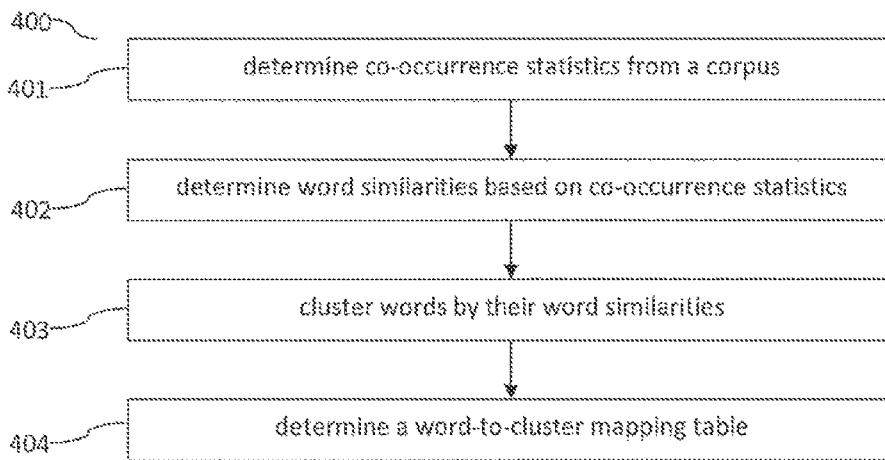 400
determine co-occurrence statistics from a corpus
401
determine word similarities based on co-occurrence statistics
402
cluster words by their word similarities
403
determine a word-to-cluster mapping table
404